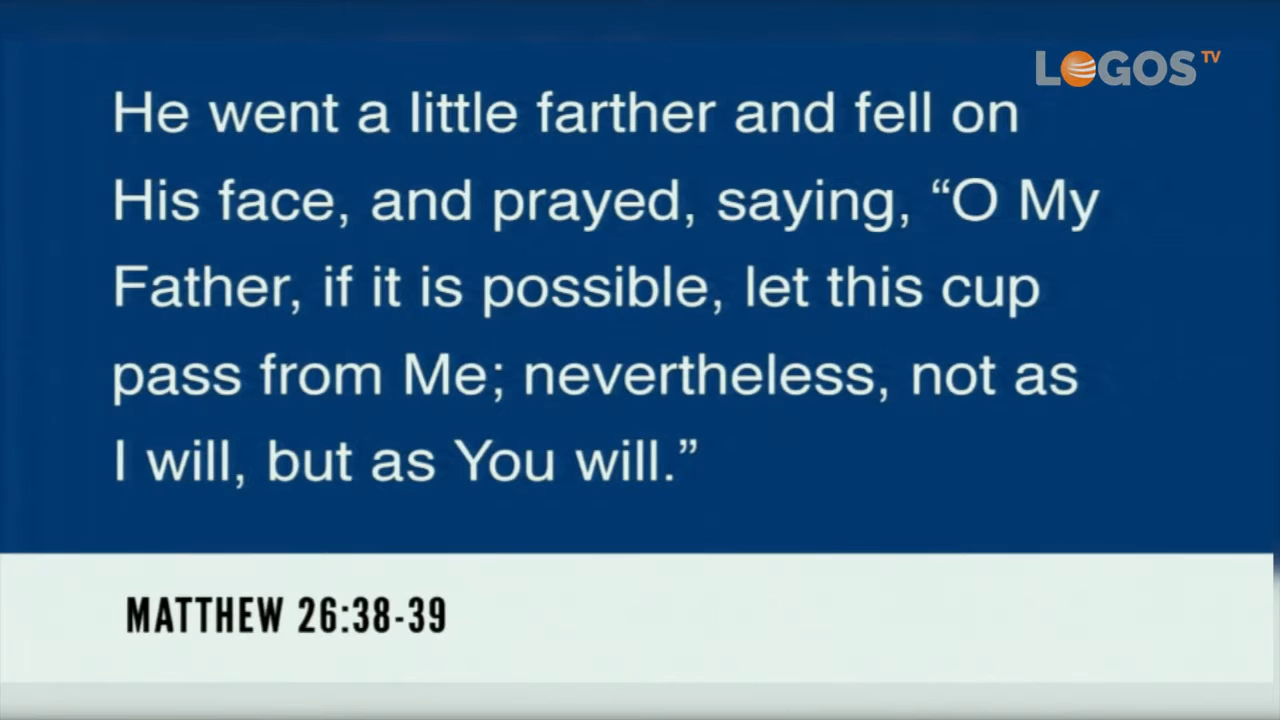 LOGOS TV
He went a little farther and fell on
His face, and prayed, saying, “O My
Father, if it is possible, let this cup
pass from Me; nevertheless, not as
I will, but as You will.”
MATTHEW 26:38-39